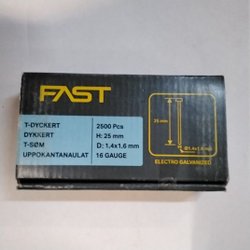 FAST
T-DYCKERT 2500 Pcs
DYKKERT H: 25 mm
T-SØM D: 1,4x1,6 mm
UPPOKANTANAULAT 16 GAUGE
25 mm
Ø1.4x1.6 mm
ELECTRO GALVANIZED